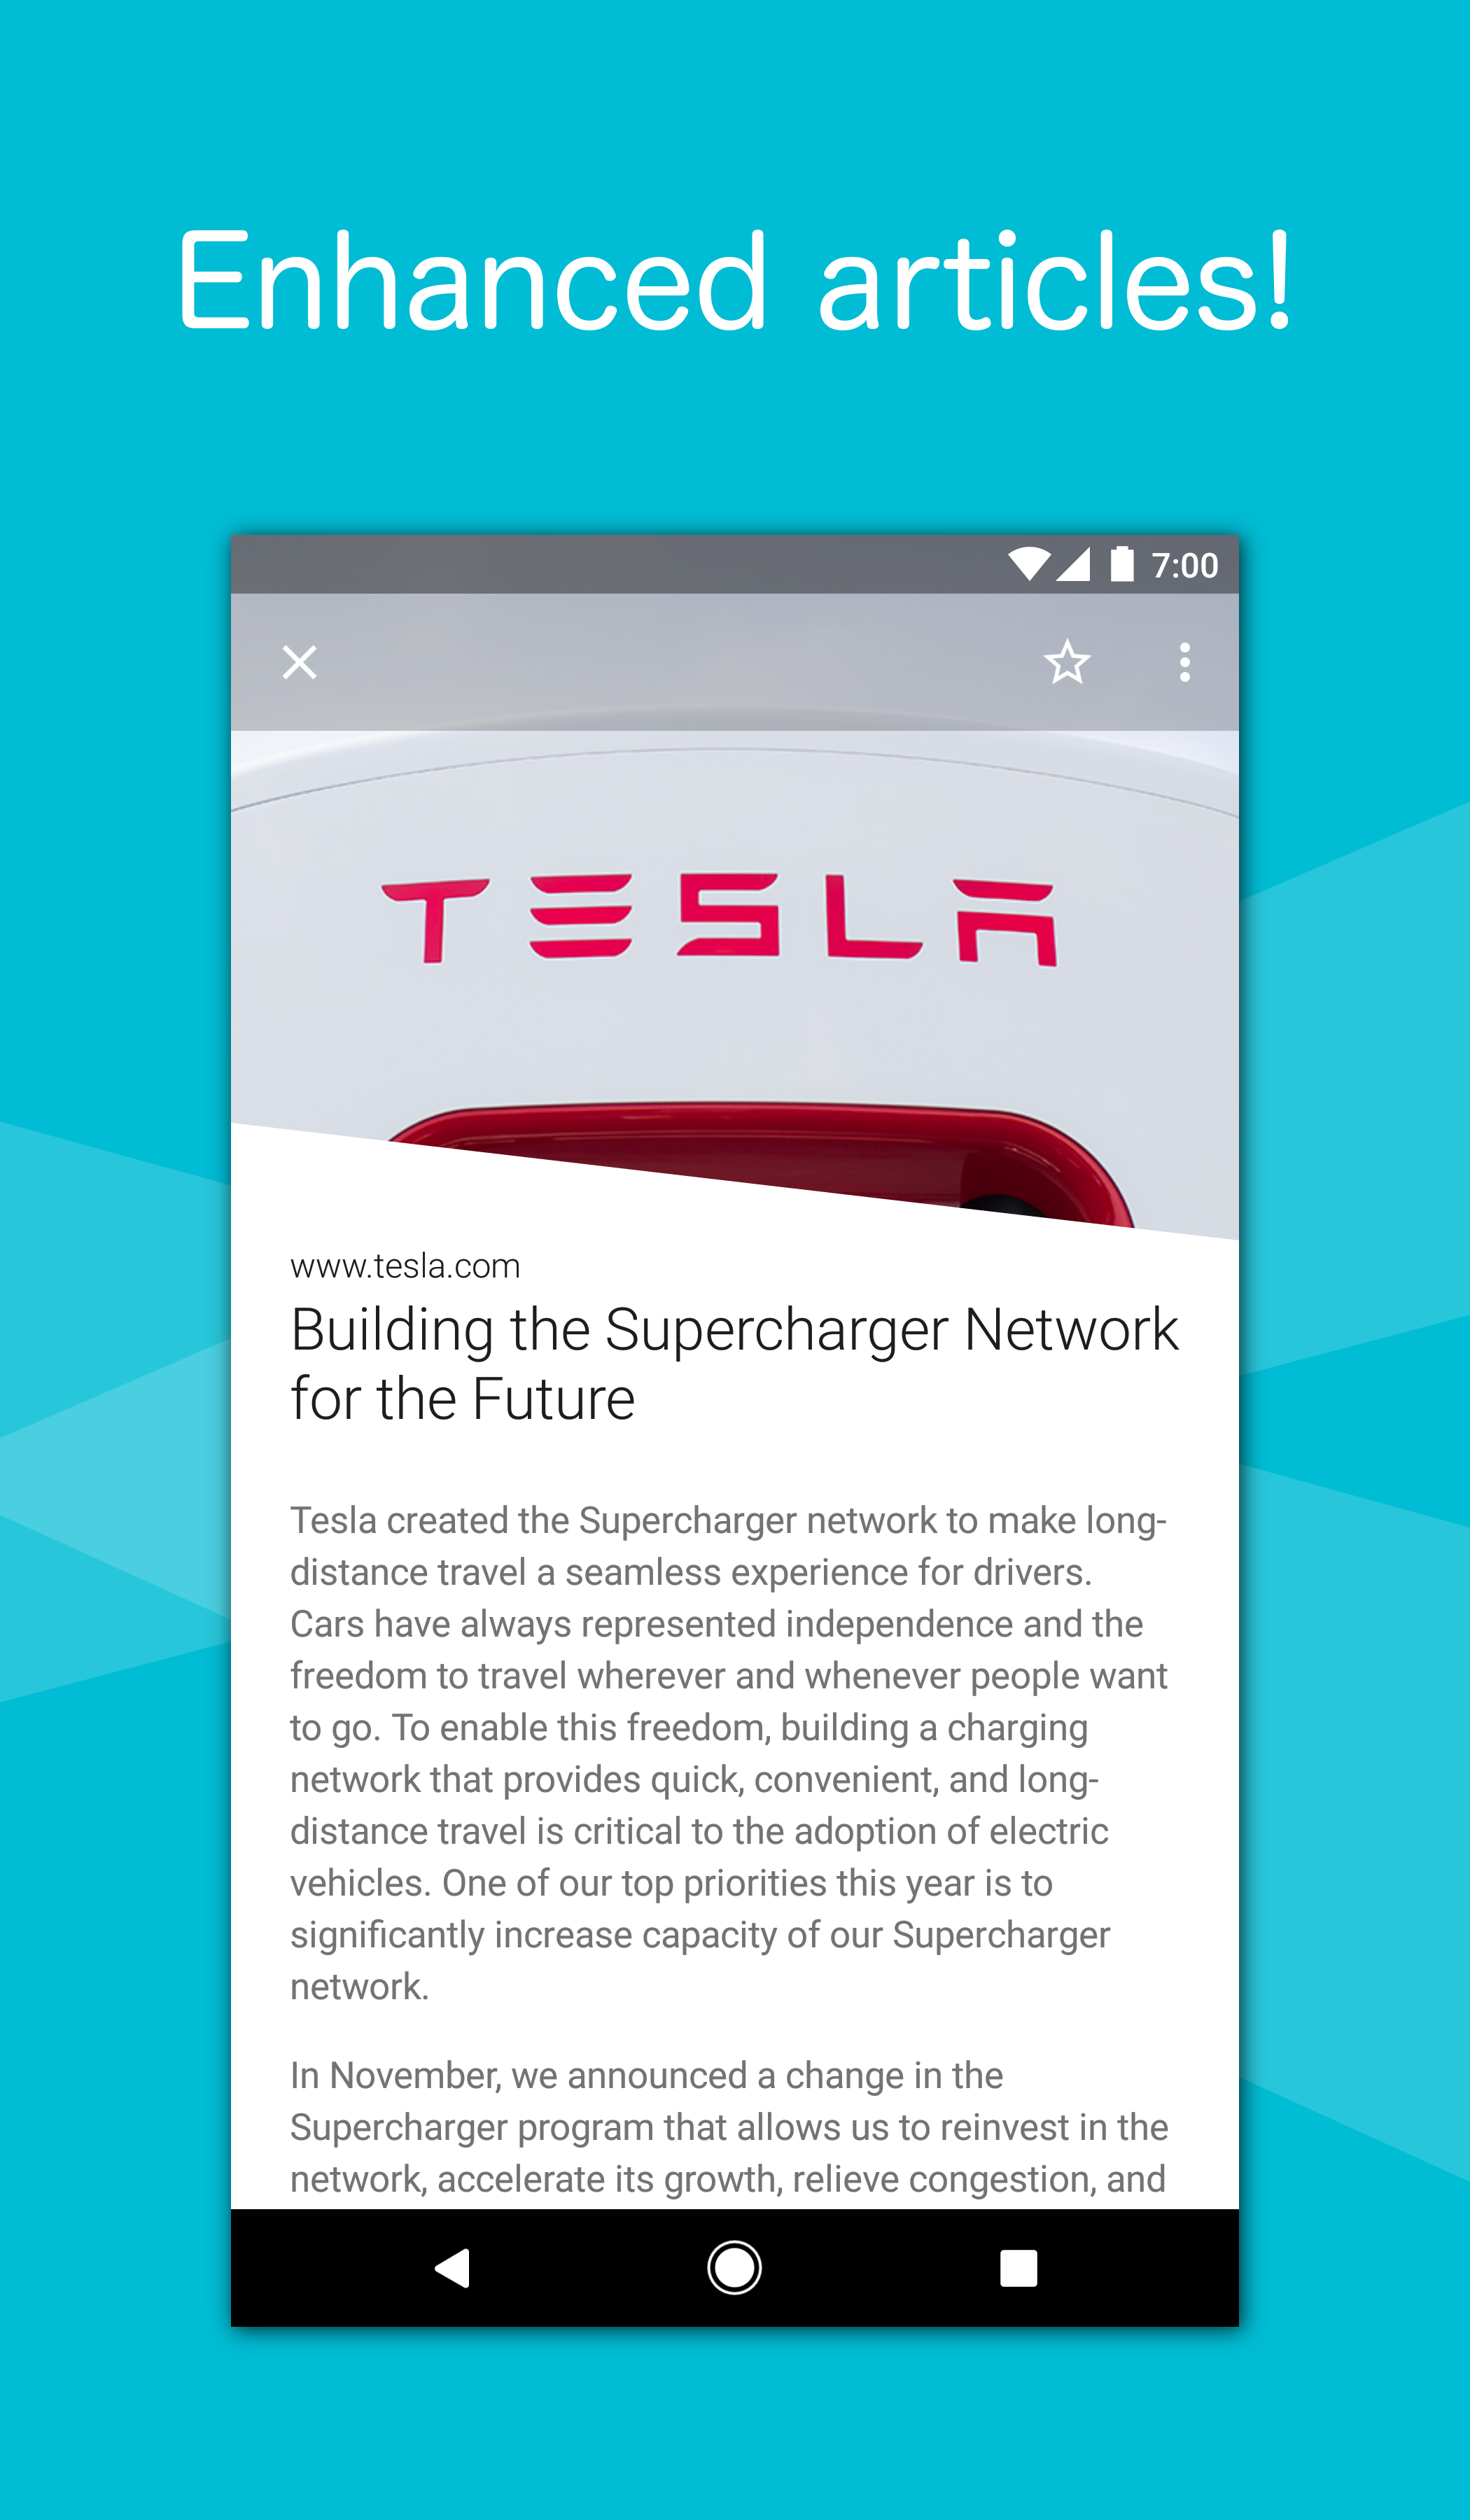 Enhanced articles!
7:00
TESLA
www.tesla.com
Building the Supercharger Network
for the Future
Tesla created the Supercharger network to make long-
distance travel a seamless experience for drivers.
Cars have always represented independence and the
freedom to travel wherever and whenever people want
to go. To enable this freedom, building a charging
network that provides quick, convenient, and long-
distance travel is critical to the adoption of electric
vehicles. One of our top priorities this year is to
significantly increase capacity of our Supercharger
network.
In November, we announced a change in the
Supercharger program that allows us to reinvest in the
network, accelerate its growth, relieve congestion, and